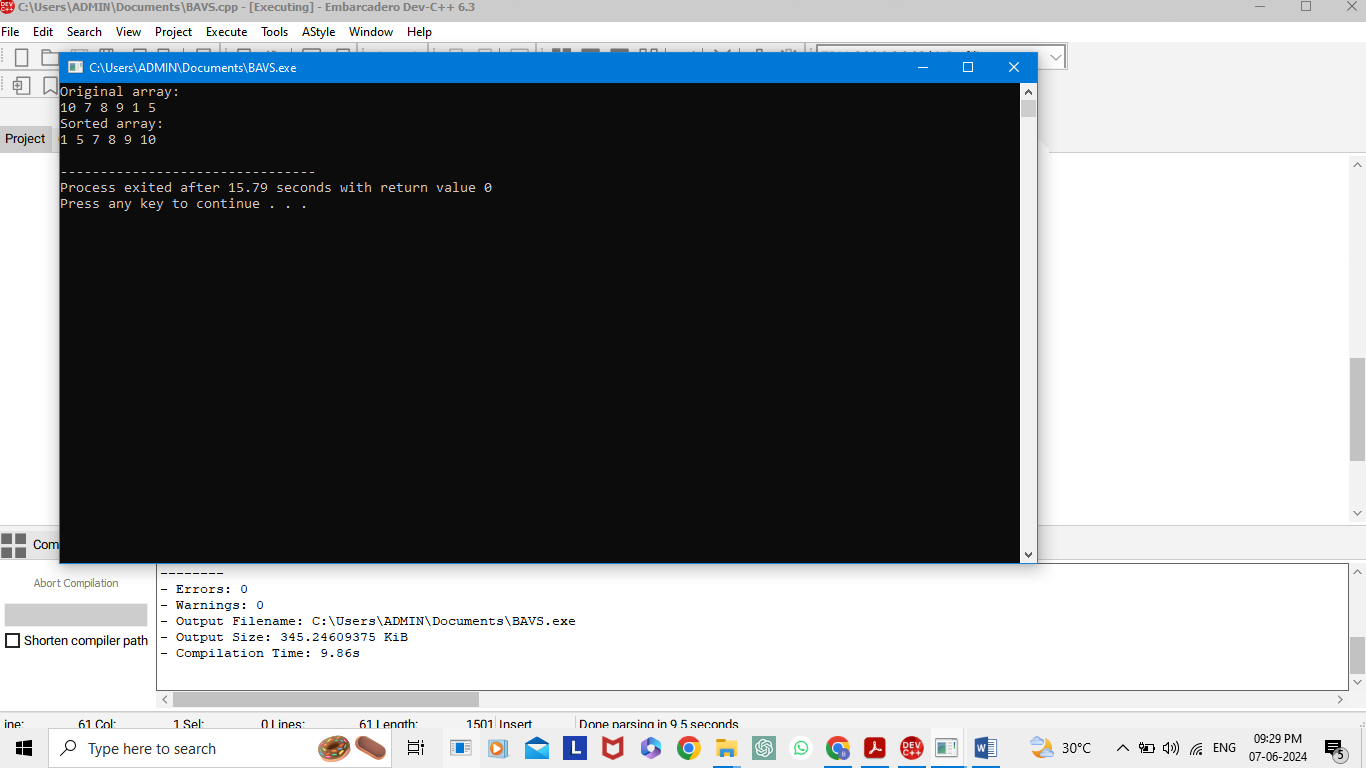 C:\Users\ADMIN\Documents\BAVS.cpp - [Executing] - Embarcadero Dev-C++ 6.3
File Edit Search View Project Execute Tools AStyle Window Help
C:\Users\ADMIN\Documents\BAVS.exe
Original array:
10 7 8 9 1 5
Sorted array:
1 5 7 8 9 10
--------------------------------
Process exited after 15.79 seconds with return value 0
Press any key to continue . . .
Project
Com
Abort Compilation
Shorten compiler path
--------
- Errors: 0
- Warnings: 0
- Output Filename: C:\Users\ADMIN\Documents\BAVS.exe
- Output Size: 345.24609375 KiB
- Compilation Time: 9.86s
ine: 61 Col: 1 Sel: 0 Lines: 61 Length: 1501 Insert Done parsing in 9.5 seconds
Type here to search
30°C
ENG
09:29 PM
07-06-2024
5